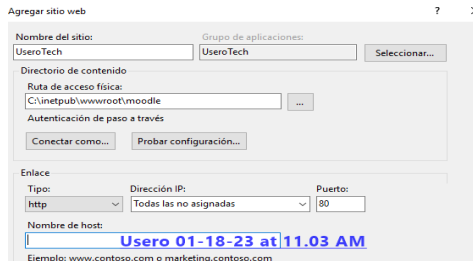 Agregar sitio web ?
Nombre del sitio: Grupo de aplicaciones:
UseroTech UseroTech Seleccionar...
Directorio de contenido
Ruta de acceso física:
C:\inetpub\wwwroot\moodle ...
Autenticación de paso a través
Conectar como... Probar configuración...
Enlace
Tipo: Dirección IP: Puerto:
http Todas las no asignadas 80
Nombre de host:
Usero 01-18-23 at 11.03 AM
Ejemplo: www.contoso.com o marketing.contoso.com